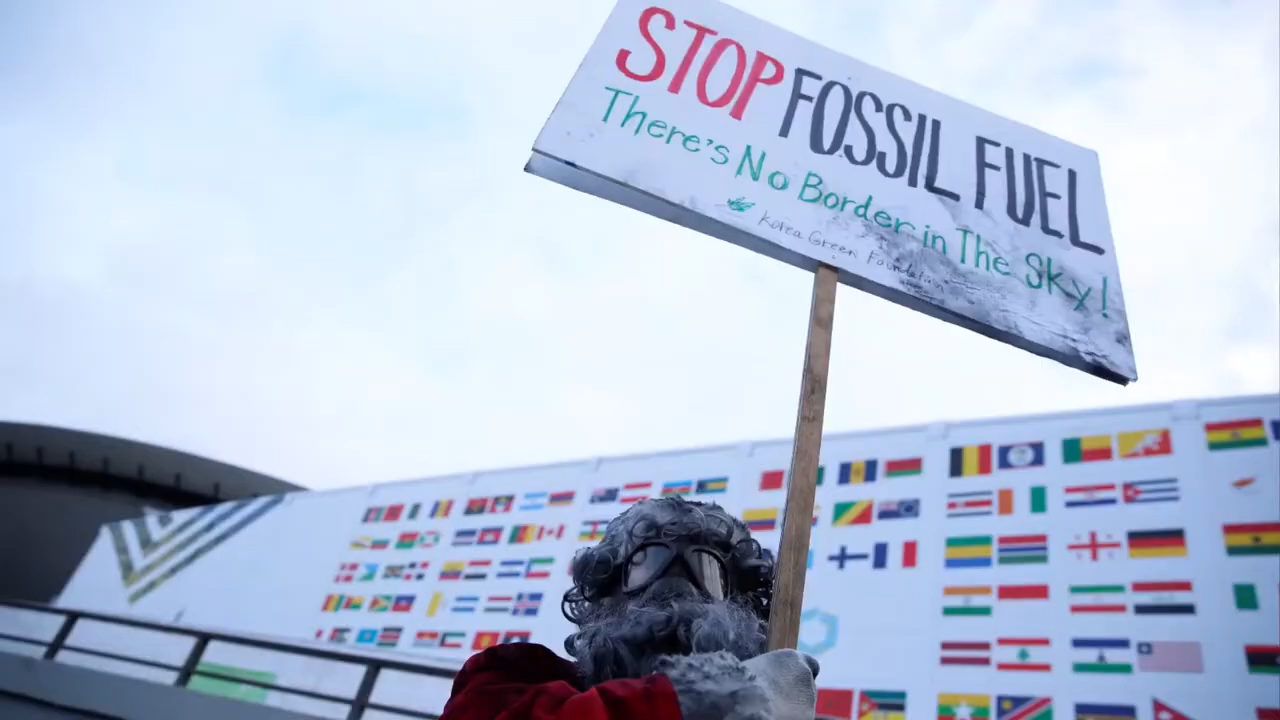 STOP FOSSIL FUEL
There's No Border in The Sky!
Korea Green Foundation